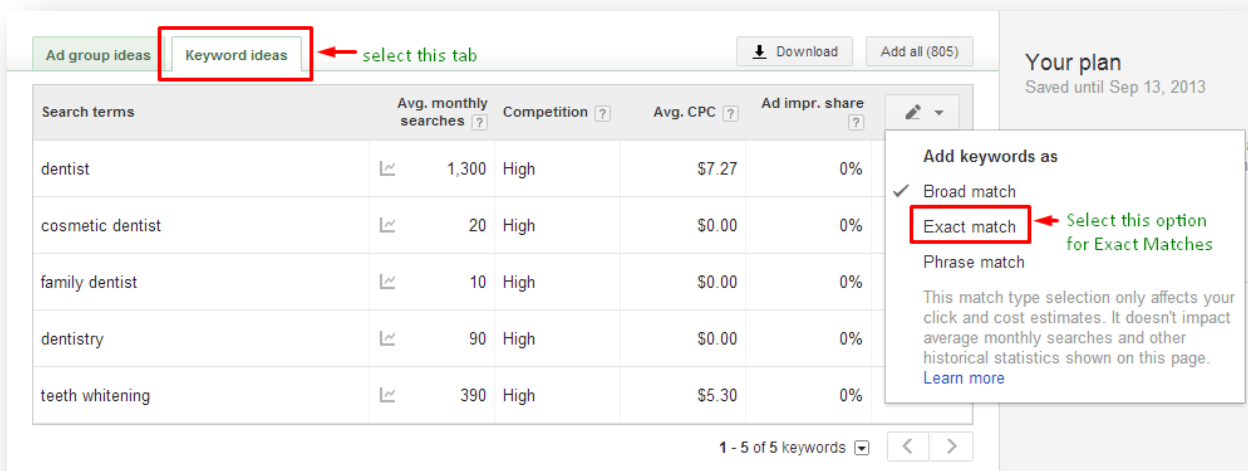 Ad group ideas
Keyword ideas
select this tab
Download
Add all (805)
Your plan
Saved until Sep 13, 2013
Search terms
Avg. monthly
searches ?
Competition ?
Avg. CPC ?
Ad impr. share
?
dentist 1,300 High $7.27 0%
cosmetic dentist 20 High $0.00 0%
family dentist 10 High $0.00 0%
dentistry 90 High $0.00 0%
teeth whitening 390 High $5.30 0%
1 - 5 of 5 keywords
Add keywords as
Broad match
Exact match
Select this option
for Exact Matches
Phrase match
This match type selection only affects your
click and cost estimates. It doesn't impact
average monthly searches and other
historical statistics shown on this page.
Learn more